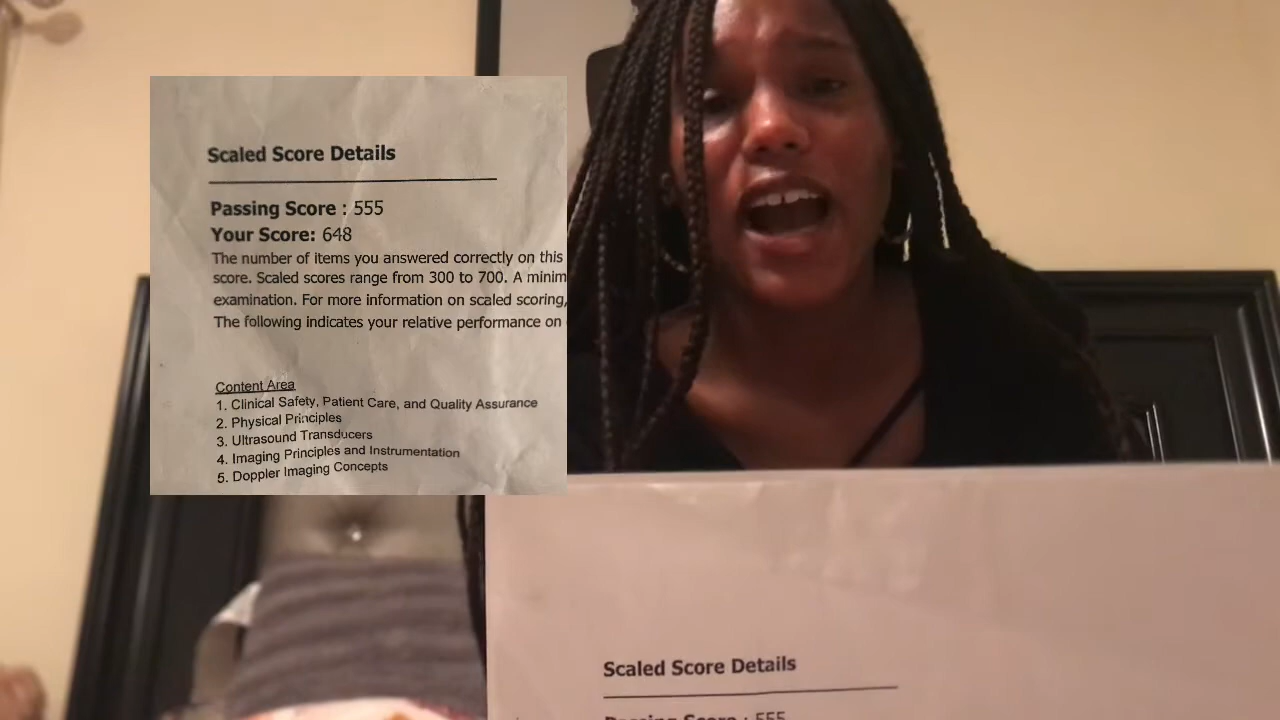 Scaled Score Details
Passing Score : 555
Your Score: 648
The number of items you answered correctly on this
score. Scaled scores range from 300 to 700. A minim
examination. For more information on scaled scoring,
The following indicates your relative performance on
Content Area
1. Clinical Safety, Patient Care, and Quality Assurance
2. Physical Principles
3. Ultrasound Transducers
4. Imaging Principles and Instrumentation
5. Doppler Imaging Concepts
Scaled Score Details
Passing Score : 555